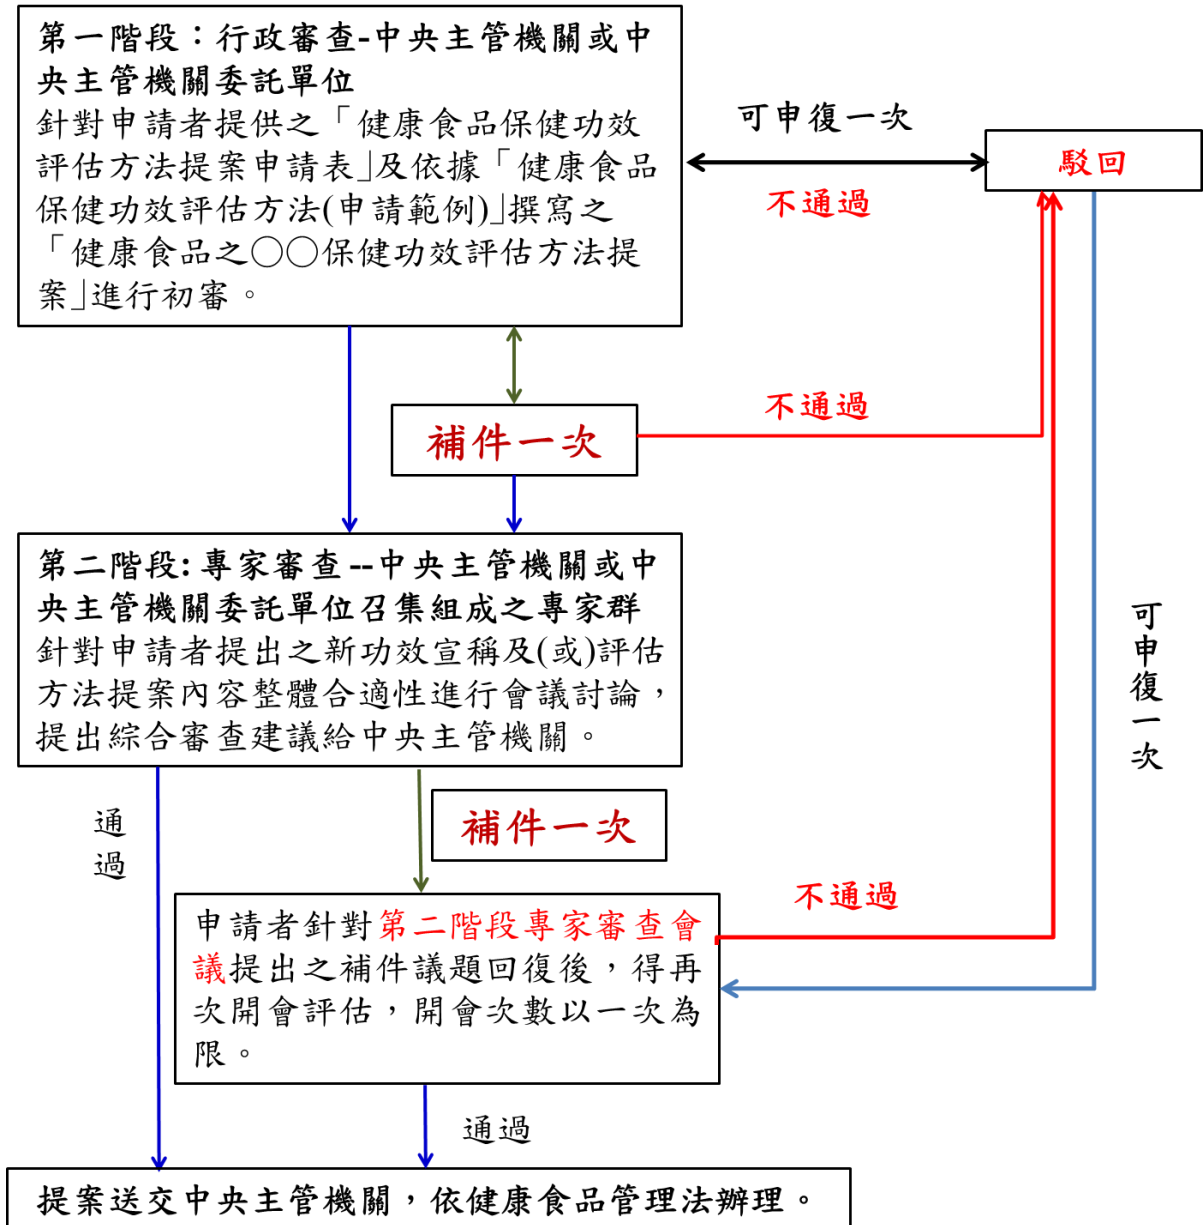 第一階段：行政審查-中央主管機關或中
央主管機關委託單位
針對申請者提供之「健康食品保健功效
評估方法提案申請表」及依據「健康食品
保健功效評估方法(申請範例)」撰寫之
「健康食品之○○保健功效評估方法提
案」進行初審。
可申復一次
不通過
駁回
補件一次
不通過
第二階段:專家審查--中央主管機關或中
央主管機關委託單位召集組成之專家群
針對申請者提出之新功效宣稱及(或)評估
方法提案內容整體合適性進行會議討論，
提出綜合審查建議給中央主管機關。
可申復一次
通過
補件一次
不通過
申請者針對第二階段專家審查會
議提出之補件議題回復後，得再
次開會評估，開會次數以一次為
限。
通過
提案送交中央主管機關，依健康食品管理法辦理。